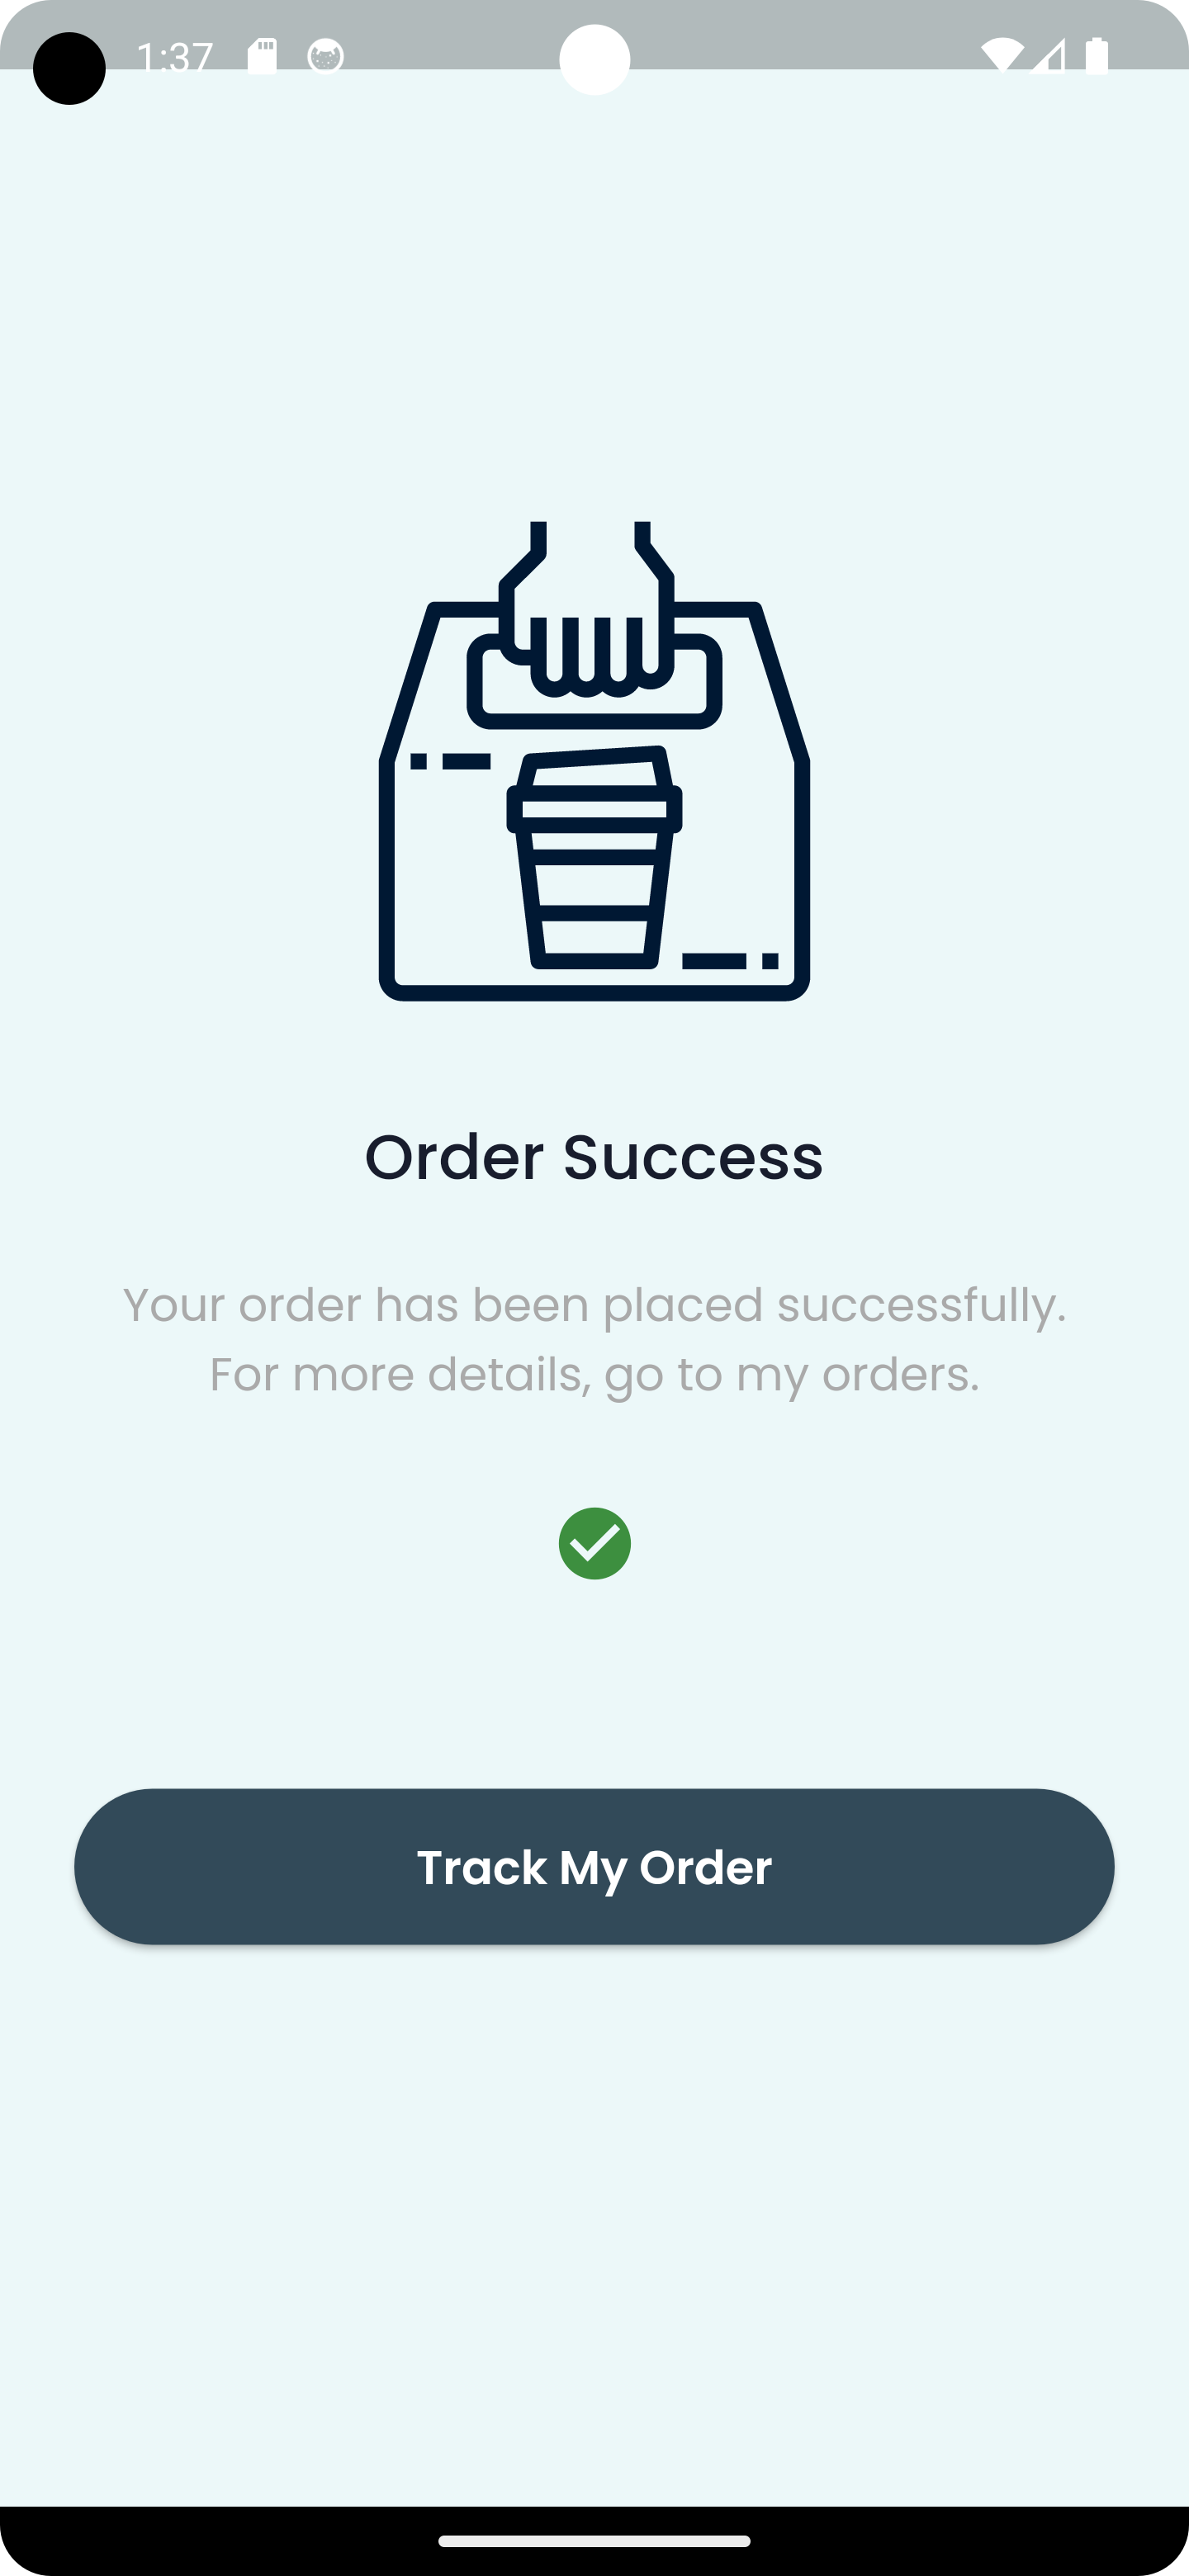 1:37
Order Success
Your order has been placed successfully.
For more details, go to my orders.
Track My Order